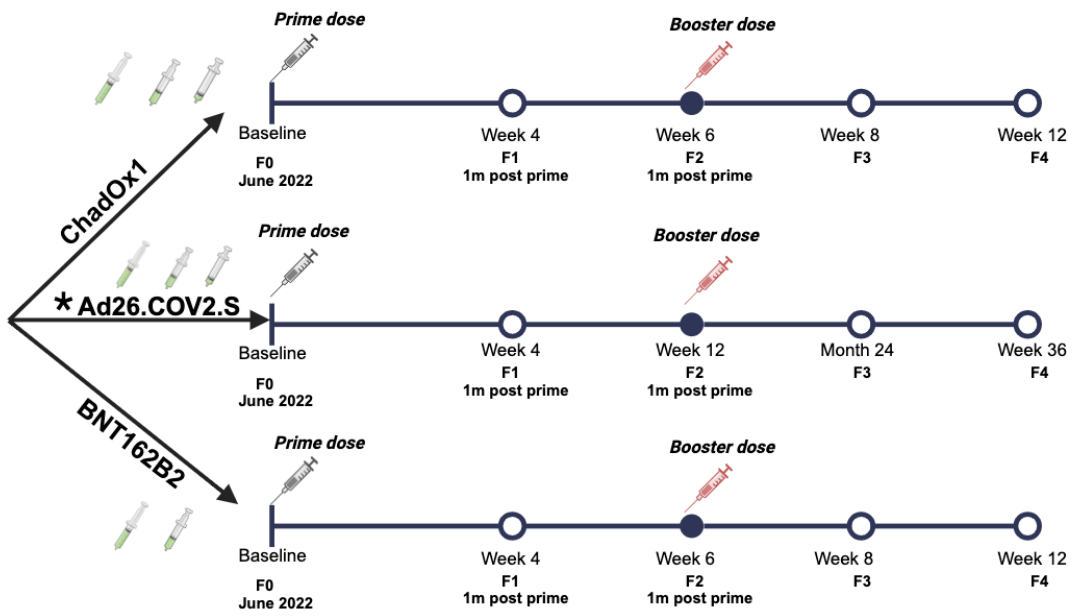 Prime dose
Booster dose
ChadOx1
Baseline
Week 4
Week 6
Week 8
Week 12
F0
June 2022
F1
1m post prime
F2
1m post prime
F3
F4
Prime dose
Booster dose
* Ad26.COV2.S
Baseline
Week 4
Week 12
Month 24
Week 36
F0
June 2022
F1
1m post prime
F2
1m post prime
F3
F4
BNT162B2
Prime dose
Booster dose
Baseline
Week 4
Week 6
Week 8
Week 12
F0
June 2022
F1
1m post prime
F2
1m post prime
F3
F4